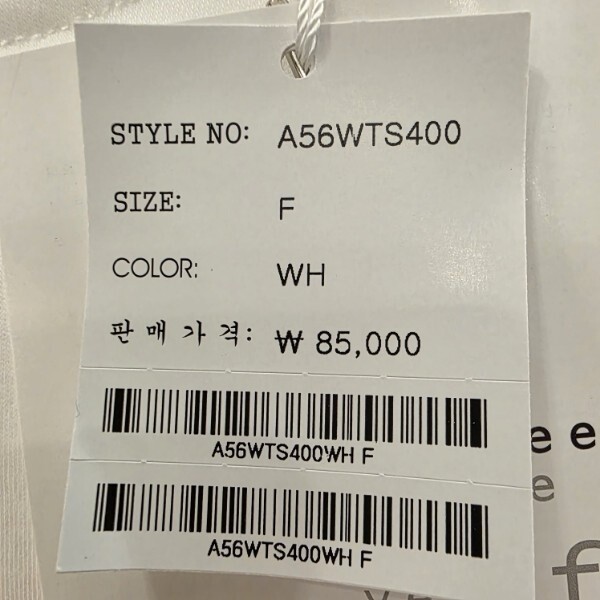 STYLE NO: A56WTS400
SIZE: F
COLOR: WH
판매가격: ₩ 85,000
A56WTS400WH F
A56WTS400WH F